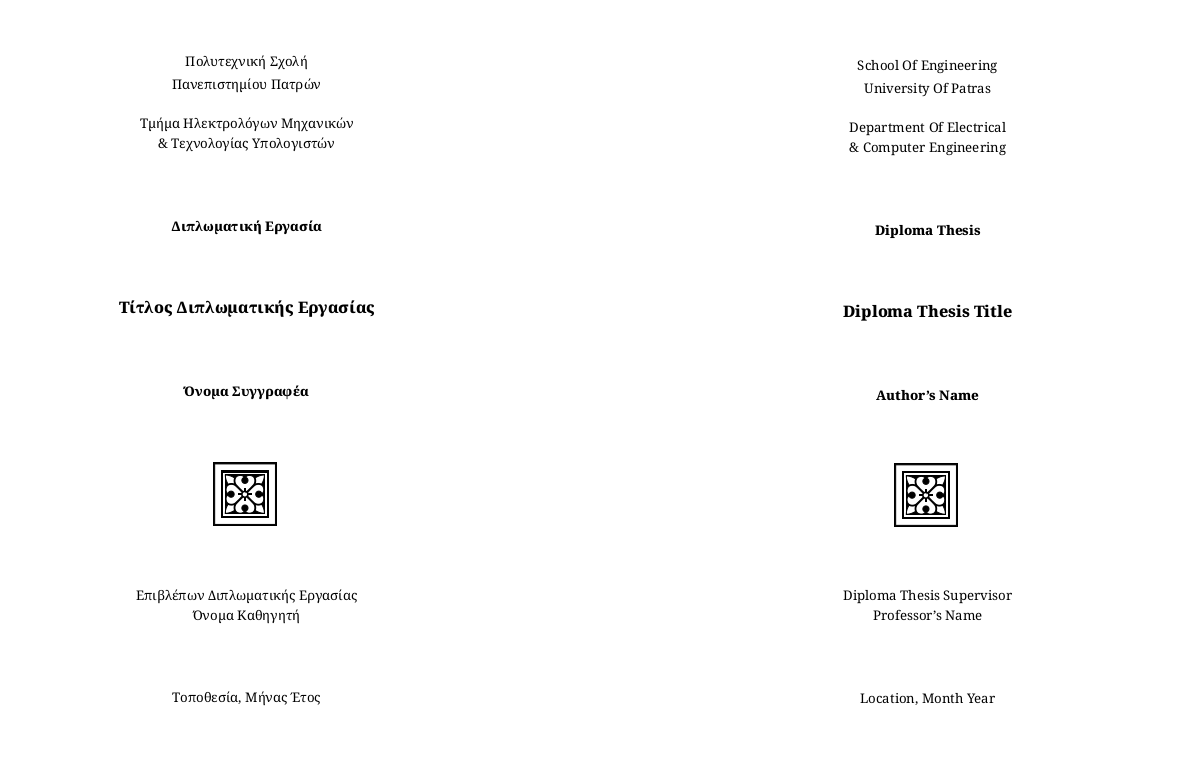 Πολυτεχνική Σχολή
Πανεπιστημίου Πατρών
Τμήμα Ηλεκτρολόγων Μηχανικών
& Τεχνολογίας Υπολογιστών
Διπλωματική Εργασία
Τίτλος Διπλωματικής Εργασίας
Όνομα Συγγραφέα
Επιβλέπων Διπλωματικής Εργασίας
Όνομα Καθηγητή
Τοποθεσία, Μήνας Έτος
School Of Engineering
University Of Patras
Department Of Electrical
& Computer Engineering
Diploma Thesis
Diploma Thesis Title
Author’s Name
Diploma Thesis Supervisor
Professor’s Name
Location, Month Year